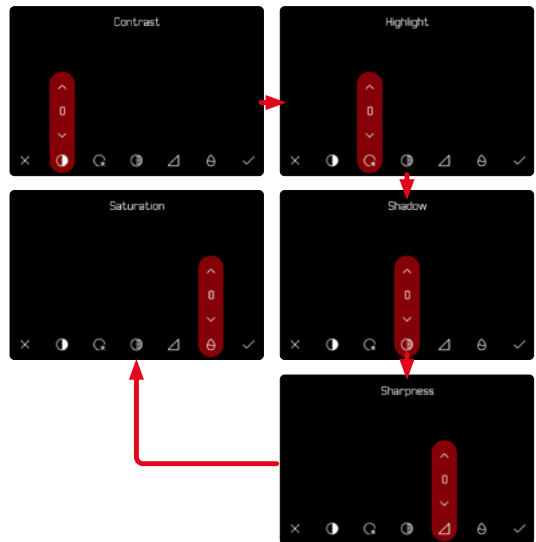 Contrast
0
Highlight
0
Saturation
0
Shadow
0
Sharpness
0